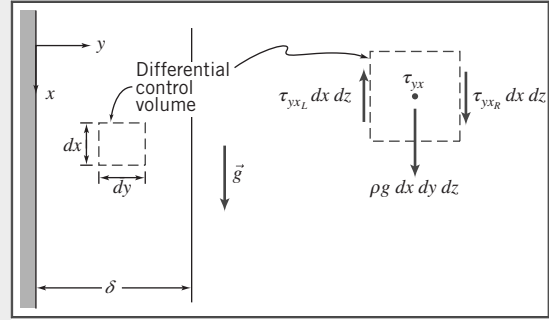 y
x
Differential
control
volume
dx
dy
g⃗
δ
τyx
τyxL dx dz
τyxR dx dz
ρg dx dy dz